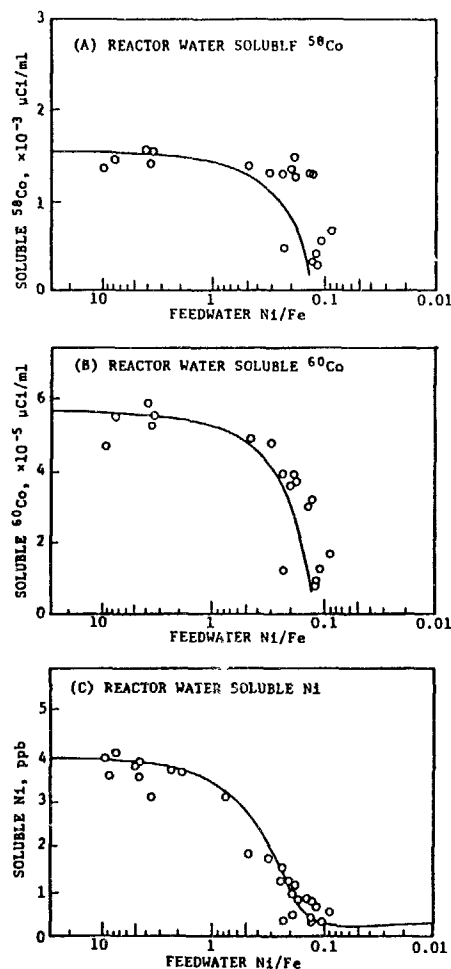 (A) REACTOR WATER SOLUBLE ⁵⁸Co
SOLUBLE ⁵⁸Co, ×10⁻³ μCi/ml
3
2
1
0
10 1 0.1 0.01
FEEDWATER Ni/Fe
(B) REACTOR WATER SOLUBLE ⁶⁰Co
SOLUBLE ⁶⁰Co, ×10⁻⁵ μCi/ml
6
4
2
0
10 1 0.1 0.01
FEEDWATER Ni/Fe
(C) REACTOR WATER SOLUBLE Ni
SOLUBLE Ni, ppb
5
4
3
2
1
0
10 1 0.1 0.01
FEEDWATER Ni/Fe